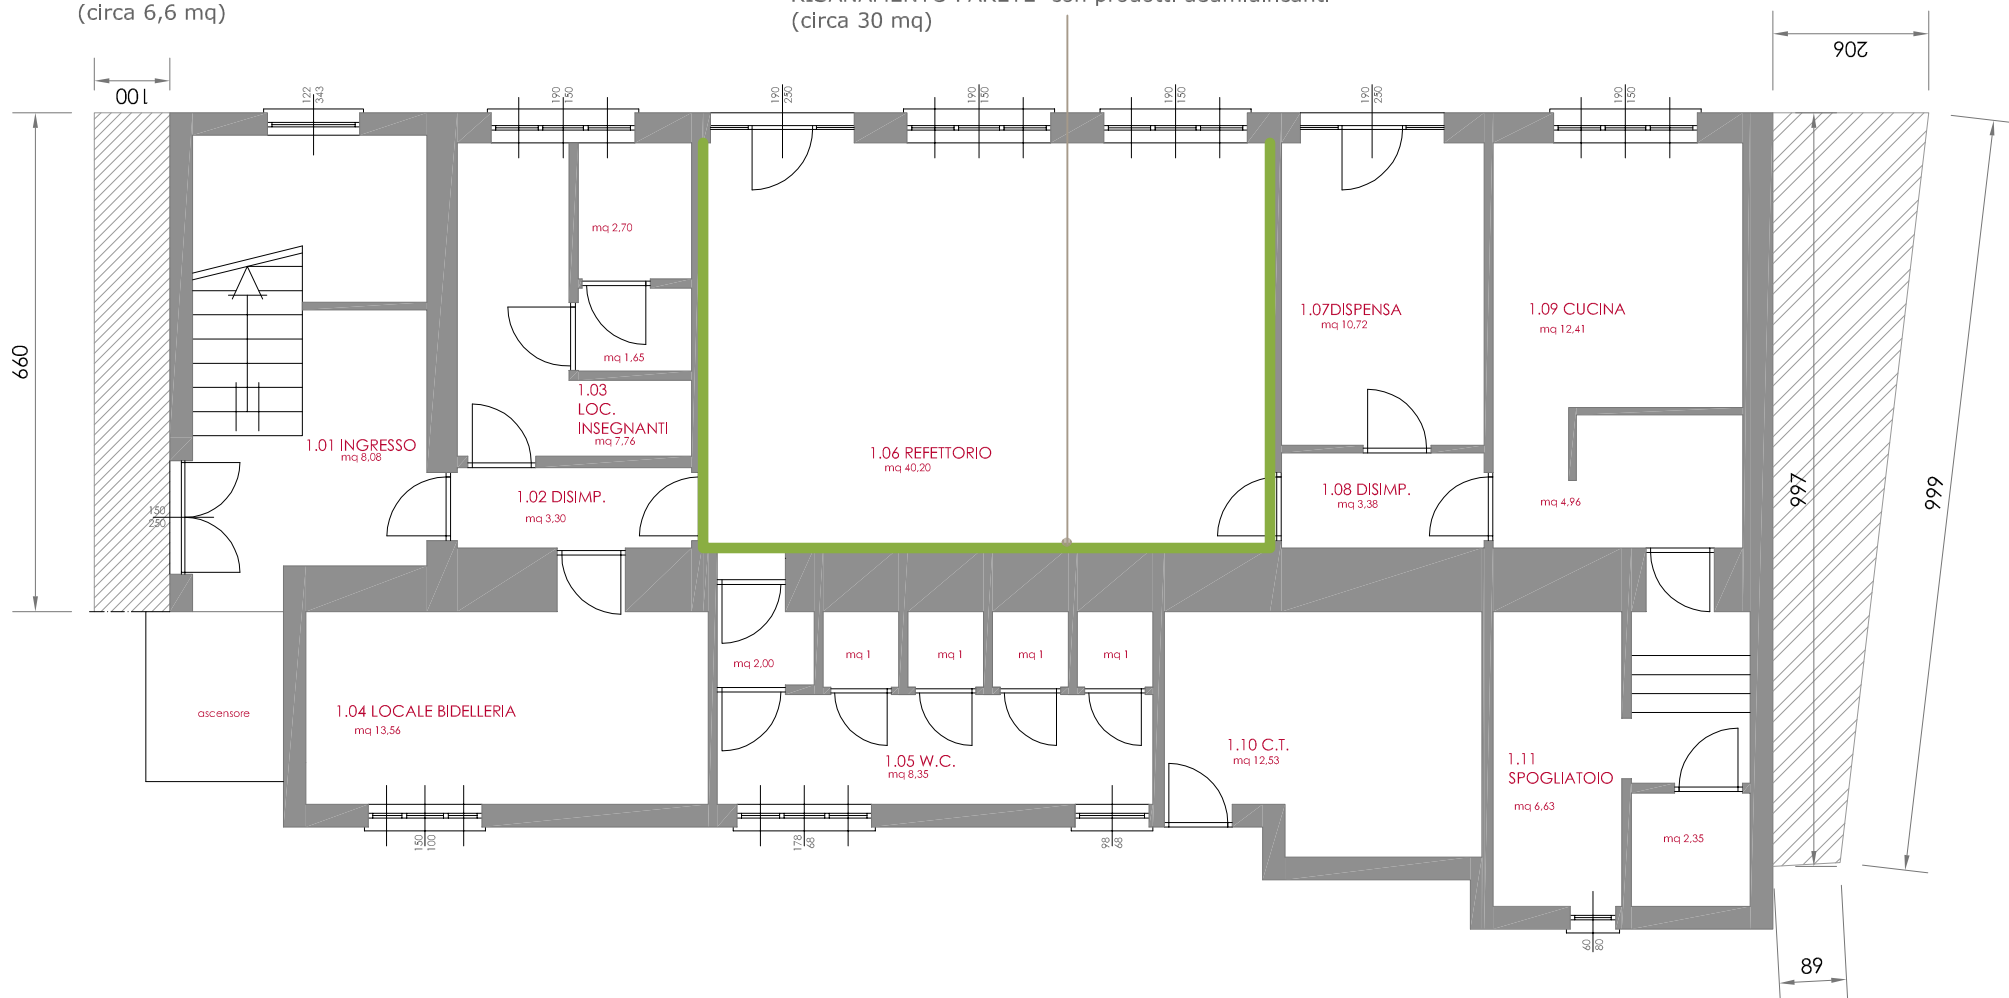 (circa 6,6 mq)
(circa 30 mq)
206
100
122
343
190
150
190
250
190
150
190
150
190
250
190
150
mq 2,70
660
1.07DISPENSA
mq 10,72
1.09 CUCINA
mq 12,41
mq 1,65
1.03
LOC.
INSEGNANTI
mq 7,76
1.01 INGRESSO
mq 8,08
1.06 REFETTORIO
mq 40,20
1.02 DISIMP.
mq 3,30
1.08 DISIMP.
mq 3,38
mq 4,96
997
999
150
250
mq 2,00
mq 1
mq 1
mq 1
mq 1
ascensore
1.04 LOCALE BIDELLERIA
mq 13,56
1.05 W.C.
mq 8,35
1.10 C.T.
mq 12,53
1.11
SPOGLIATOIO
mq 6,63
mq 2,35
150
100
178
68
98
68
60
80
89